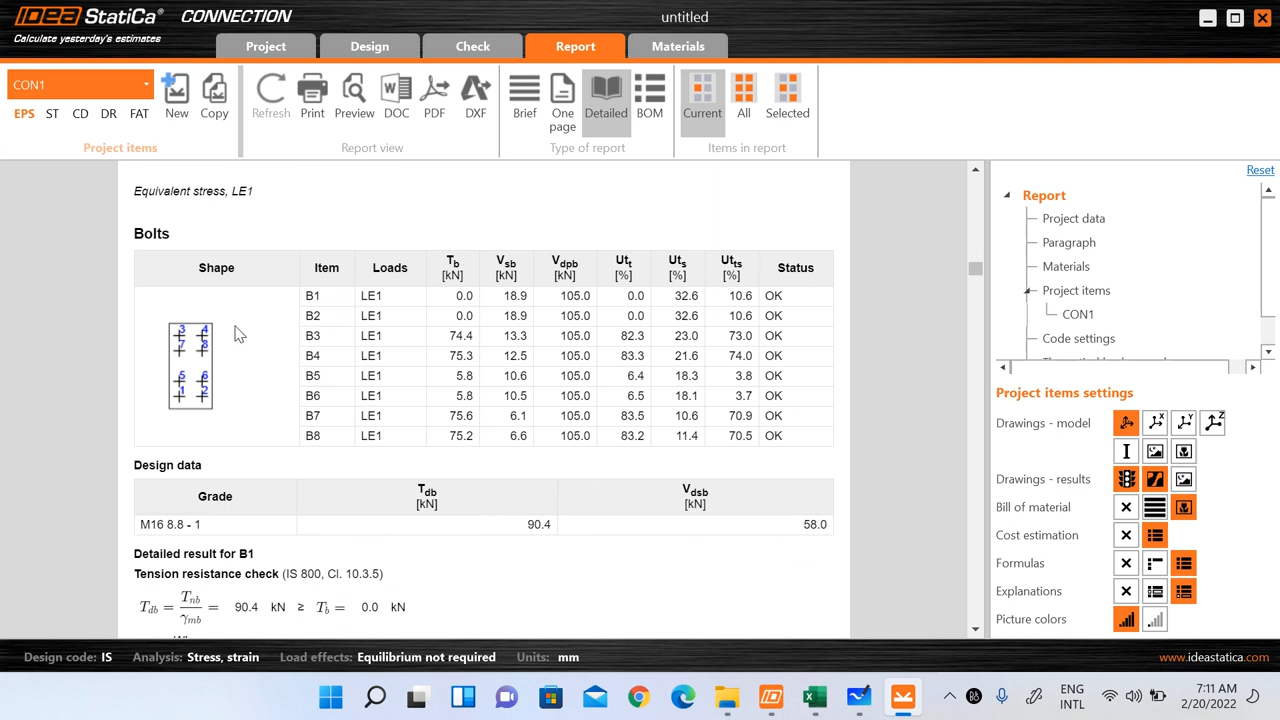 IDEA StatiCa® CONNECTION
Calculate yesterday's estimates
untitled
Project Design Check Report Materials
CON1
EPS ST CD DR FAT
New Copy
Project items
Refresh Print Preview DOC PDF DXF
Report view
Brief One page Detailed BOM
Type of report
Current All Selected
Items in report
Equivalent stress, LE1
Bolts
Shape Item Loads Tb [kN] Vsb [kN] Vdpb [kN] Utt [%] Uts [%] Utts [%] Status
B1 LE1 0.0 18.9 105.0 0.0 32.6 10.6 OK
B2 LE1 0.0 18.9 105.0 0.0 32.6 10.6 OK
B3 LE1 74.4 13.3 105.0 82.3 23.0 73.0 OK
B4 LE1 75.3 12.5 105.0 83.3 21.6 74.0 OK
B5 LE1 5.8 10.6 105.0 6.4 18.3 3.8 OK
B6 LE1 5.8 10.5 105.0 6.5 18.1 3.7 OK
B7 LE1 75.6 6.1 105.0 83.5 10.6 70.9 OK
B8 LE1 75.2 6.6 105.0 83.2 11.4 70.5 OK
3 4
7 8
5 6
1 2
Design data
Grade Tdb [kN] Vdsb [kN]
M16 8.8 - 1 90.4 58.0
Detailed result for B1
Tension resistance check (IS 800, Cl. 10.3.5)
Tdb = Tnb / γmb = 90.4 kN ≥ Tb = 0.0 kN
Reset
Report
Project data
Paragraph
Materials
Project items
CON1
Code settings
Project items settings
Drawings - model
X Y Z
Drawings - results
Bill of material
Cost estimation
Formulas
Explanations
Picture colors
Design code: IS Analysis: Stress, strain Load effects: Equilibrium not required Units: mm
www.ideastatica.com
ENG
INTL
7:11 AM
2/20/2022